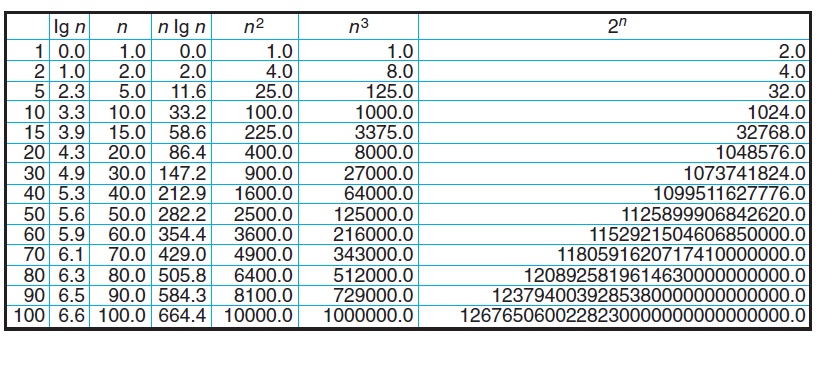 lg n n n lg n n² n³ 2ⁿ
1 0.0 1.0 0.0 1.0 1.0 2.0
2 1.0 2.0 2.0 4.0 8.0 4.0
5 2.3 5.0 11.6 25.0 125.0 32.0
10 3.3 10.0 33.2 100.0 1000.0 1024.0
15 3.9 15.0 58.6 225.0 3375.0 32768.0
20 4.3 20.0 86.4 400.0 8000.0 1048576.0
30 4.9 30.0 147.2 900.0 27000.0 1073741824.0
40 5.3 40.0 212.9 1600.0 64000.0 1099511627776.0
50 5.6 50.0 282.2 2500.0 125000.0 1125899906842620.0
60 5.9 60.0 354.4 3600.0 216000.0 1152921504606850000.0
70 6.1 70.0 429.0 4900.0 343000.0 1180591620717410000000.0
80 6.3 80.0 505.8 6400.0 512000.0 1208925819614630000000000.0
90 6.5 90.0 584.3 8100.0 729000.0 1237940039285380000000000000.0
100 6.6 100.0 664.4 10000.0 1000000.0 1267650600228230000000000000000.0